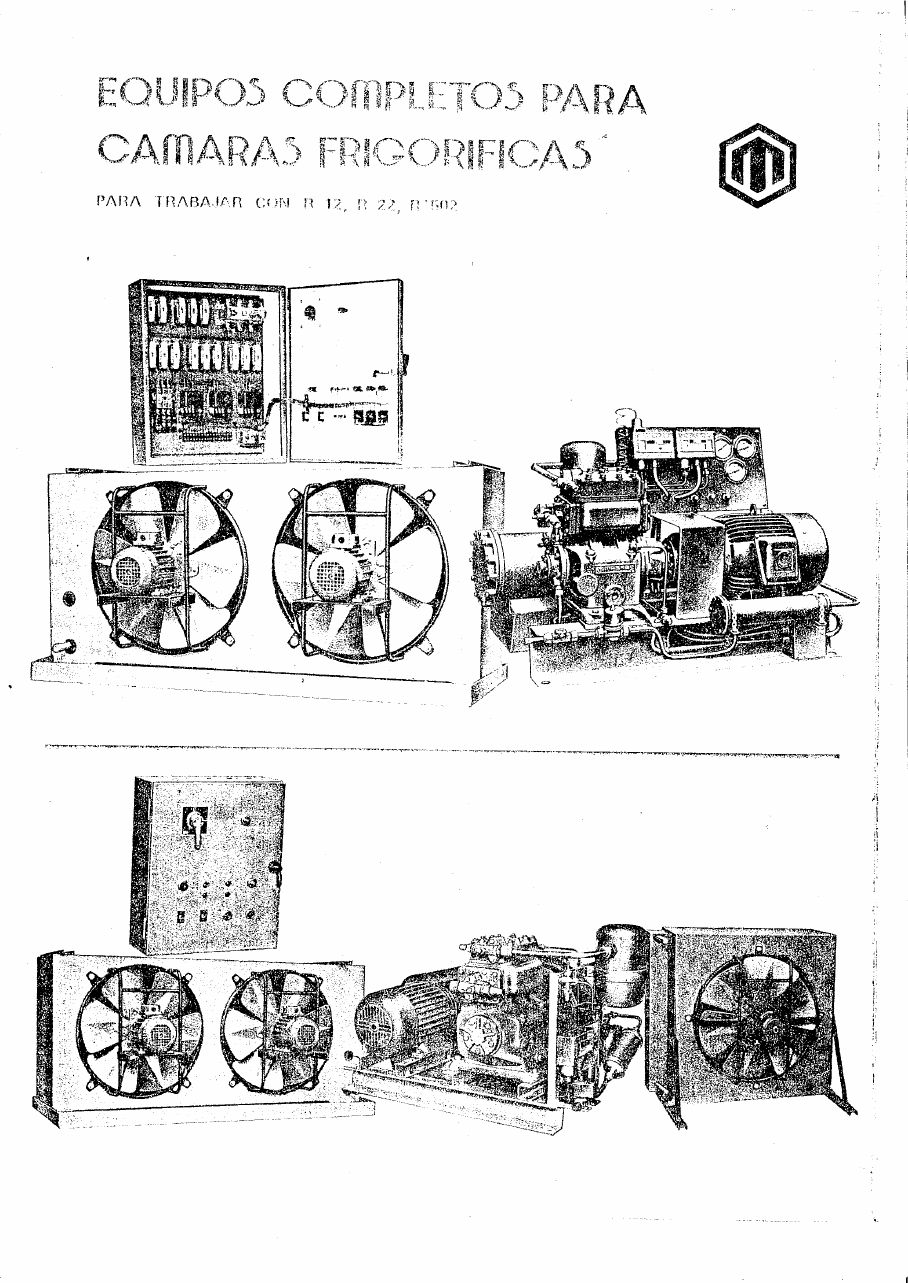 EQUIPOS COMPLETOS PARA
CAMARAS FRIGORIFICAS
PARA TRABAJAR CON R 12, R 22, R 502